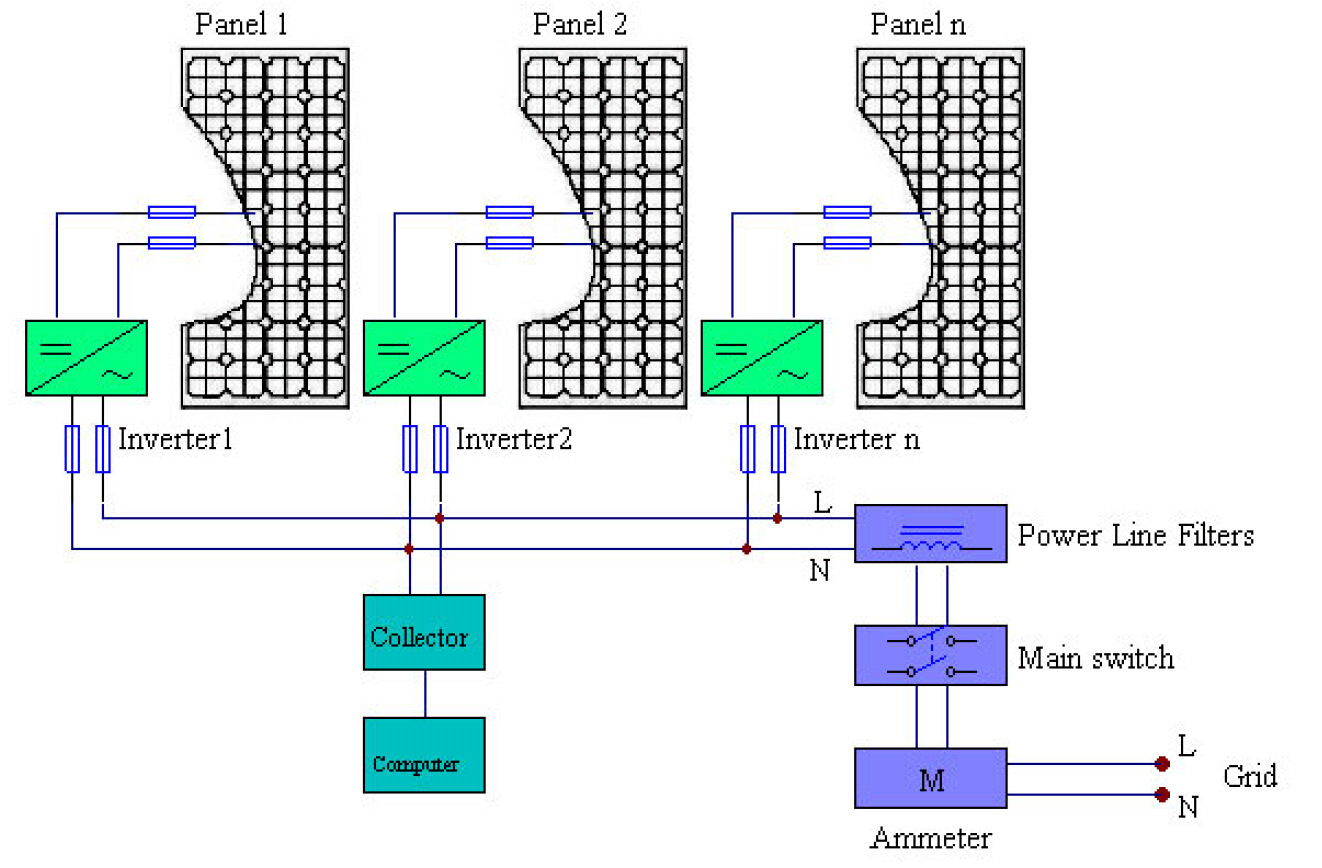 Panel 1
Panel 2
Panel n
Inverter1
Inverter2
Inverter n
L
N
Power Line Filters
Collector
Main switch
Computer
M
L
N
Grid
Ammeter